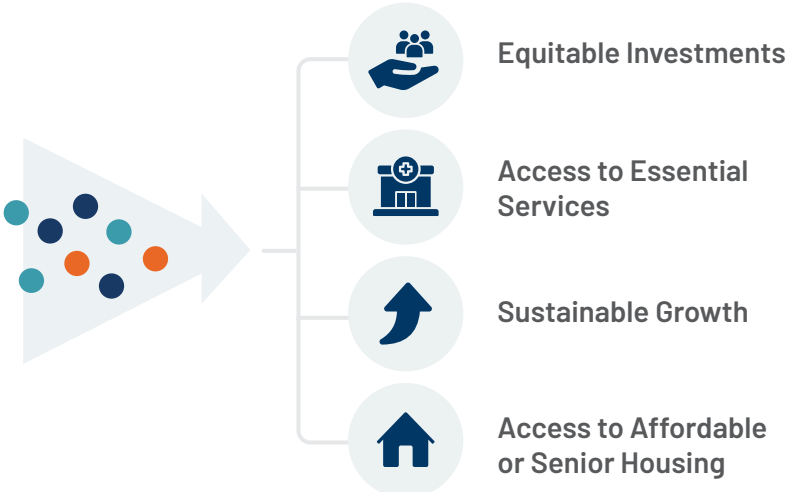 Equitable Investments
Access to Essential
Services
Sustainable Growth
Access to Affordable
or Senior Housing